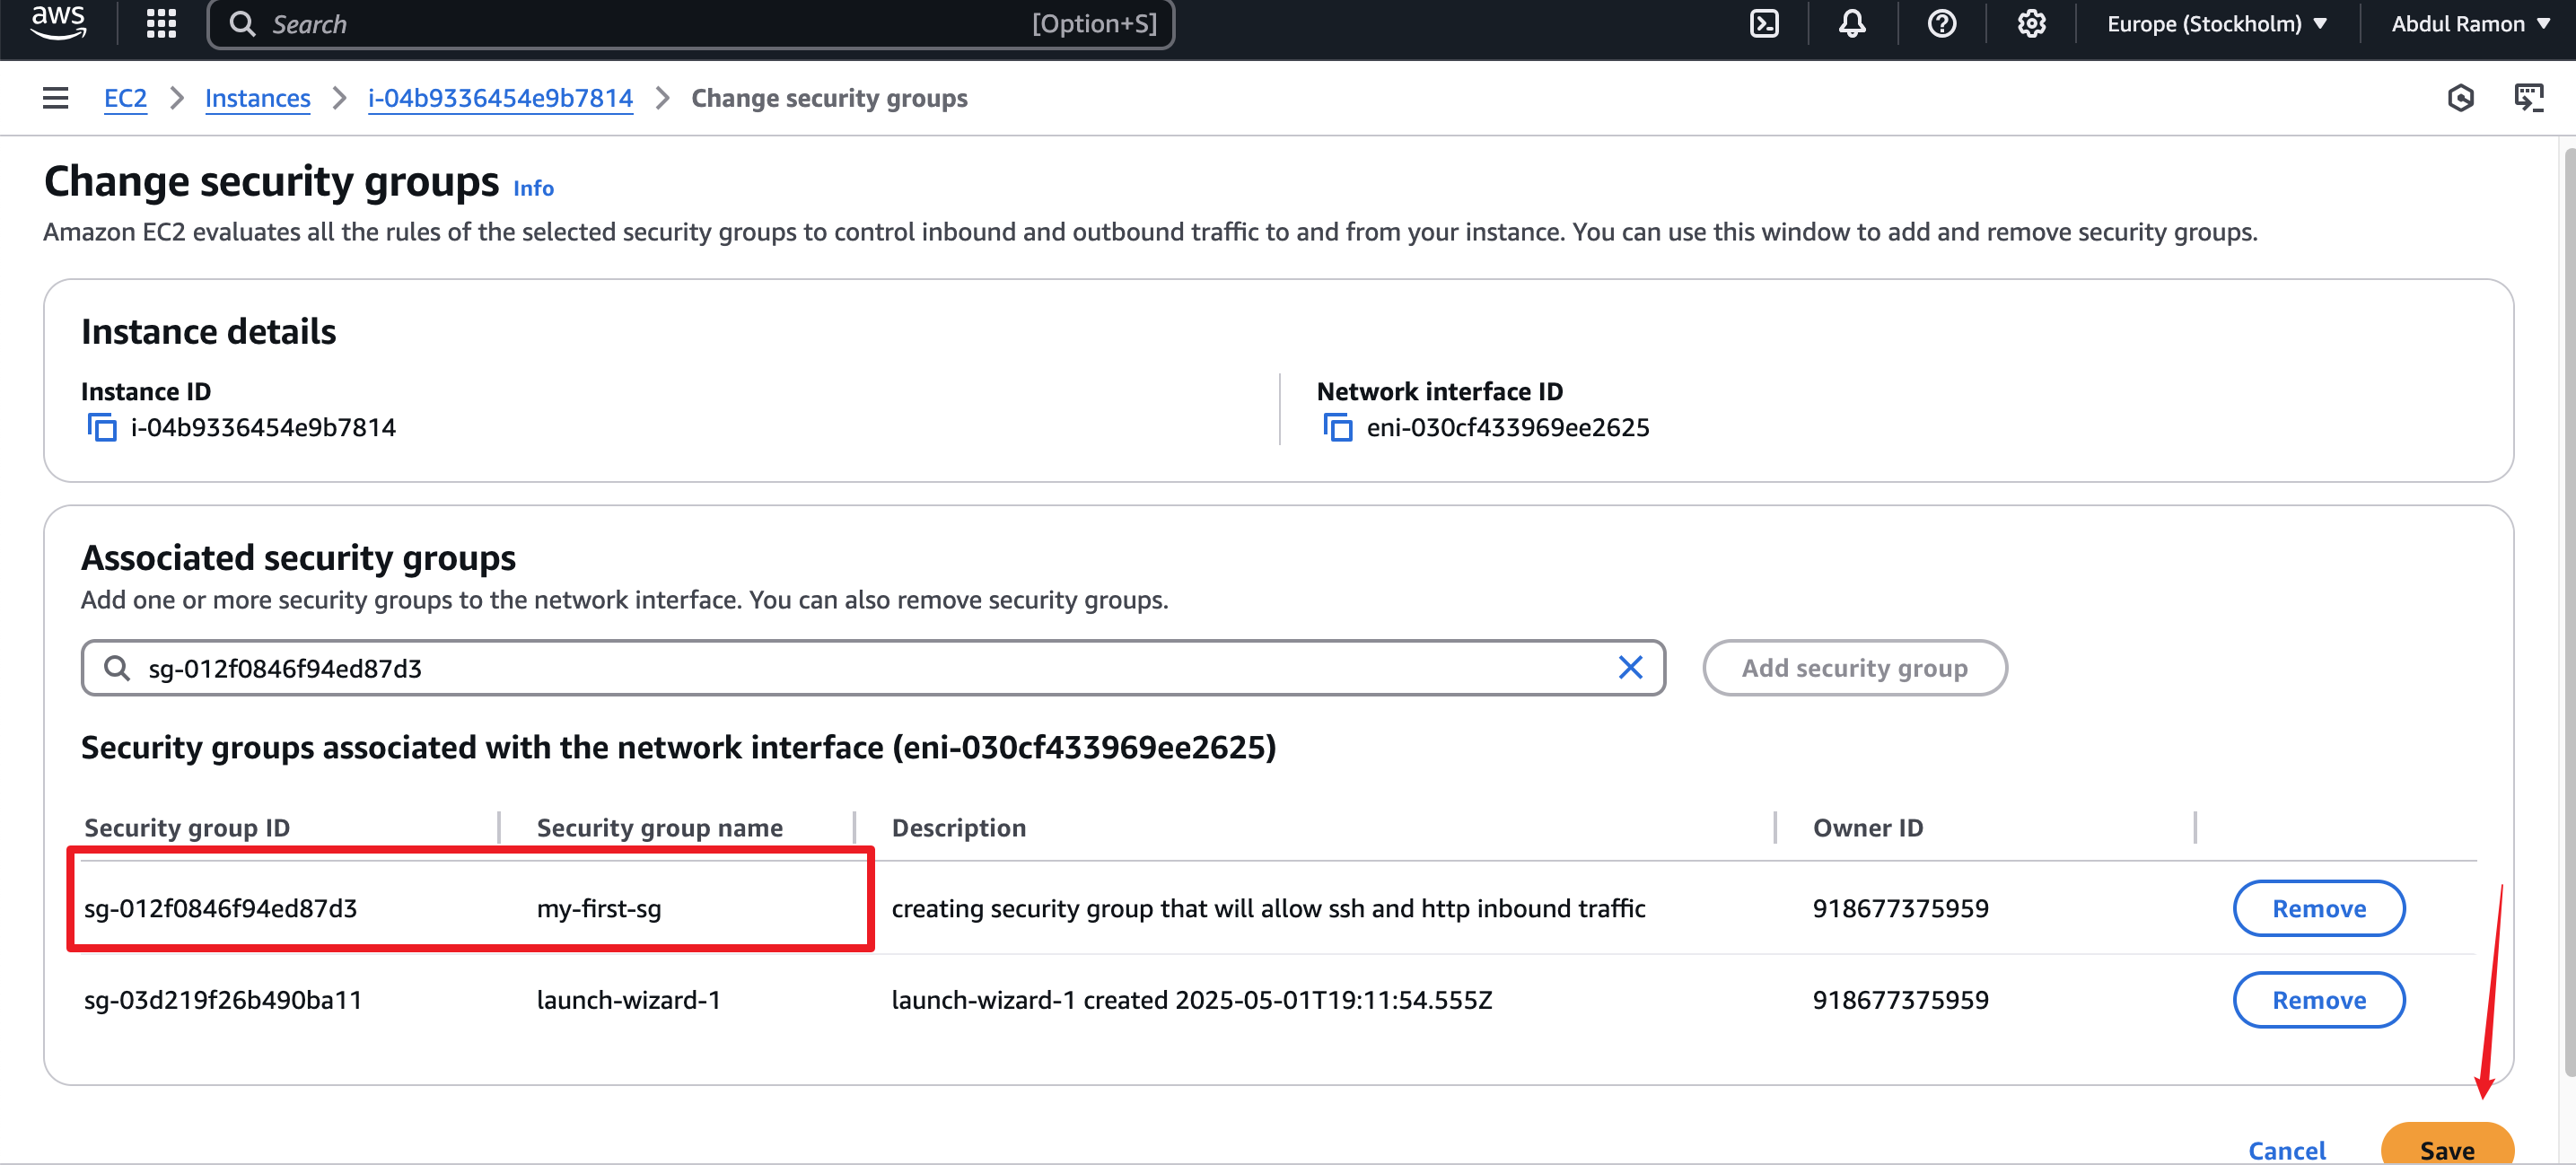 aws Search [Option+S] Europe (Stockholm) Abdul Ramon
EC2 Instances i-04b9336454e9b7814 Change security groups
Change security groups Info
Amazon EC2 evaluates all the rules of the selected security groups to control inbound and outbound traffic to and from your instance. You can use this window to add and remove security groups.
Instance details
Instance ID Network interface ID
i-04b9336454e9b7814 eni-030cf433969ee2625
Associated security groups
Add one or more security groups to the network interface. You can also remove security groups.
sg-012f0846f94ed87d3 Add security group
Security groups associated with the network interface (eni-030cf433969ee2625)
Security group ID Security group name Description Owner ID
sg-012f0846f94ed87d3 my-first-sg creating security group that will allow ssh and http inbound traffic 918677375959 Remove
sg-03d219f26b490ba11 launch-wizard-1 launch-wizard-1 created 2025-05-01T19:11:54.555Z 918677375959 Remove
Cancel Save